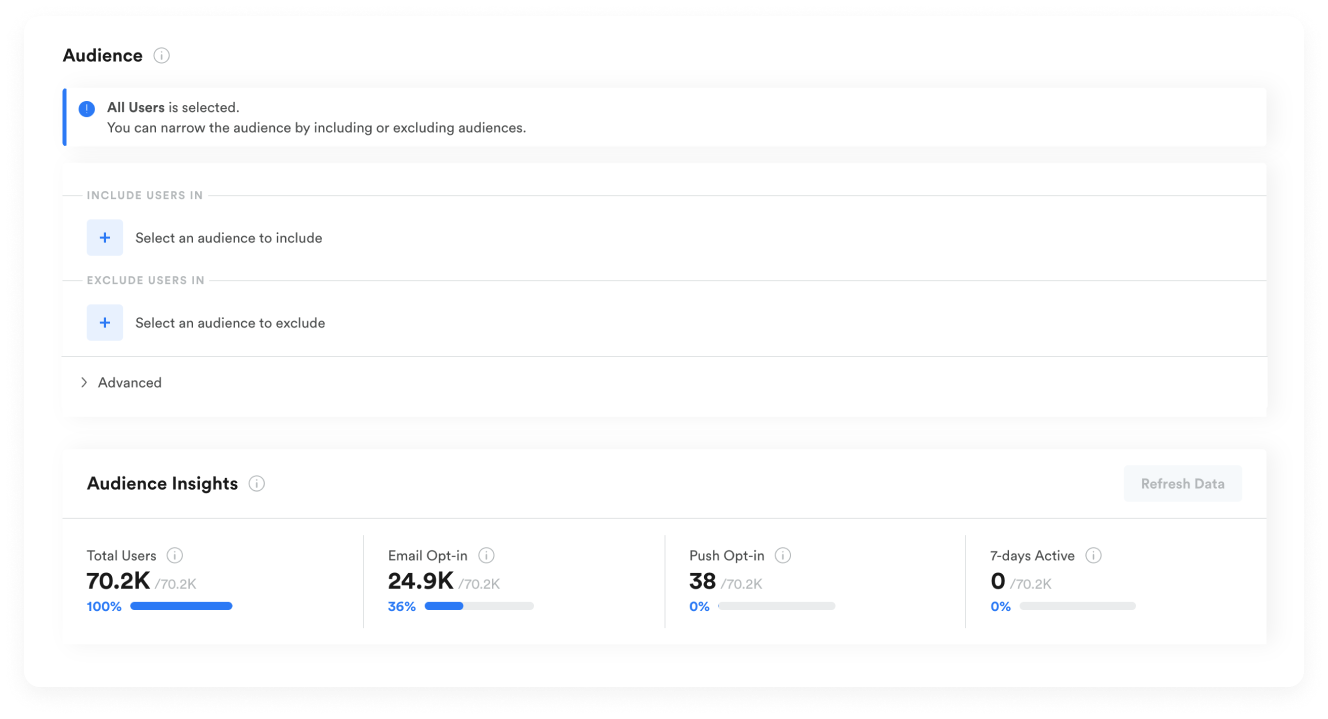 Audience
All Users is selected.
You can narrow the audience by including or excluding audiences.
INCLUDE USERS IN
+ Select an audience to include
EXCLUDE USERS IN
+ Select an audience to exclude
Advanced
Audience Insights
Refresh Data
Total Users
70.2K /70.2K
100%
Email Opt-in
24.9K /70.2K
36%
Push Opt-in
38 /70.2K
0%
7-days Active
0 /70.2K
0%